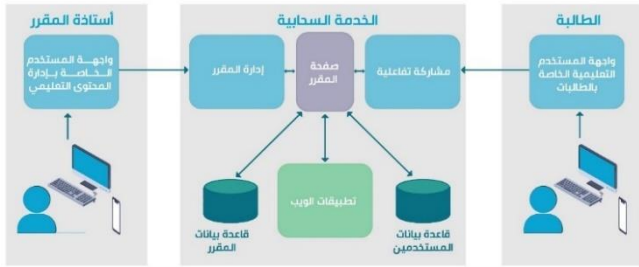 الطالبة
الخدمة السحابية
أستاذة المقرر
واجهة المستخدم
التعليمية الخاصة
بالطالبات
مشاركة تفاعلية
صفحة
المقرر
إدارة المقرر
واجهة المستخدم
الخاصة بإدارة
المحتوى التعليمي
تطبيقات الويب
قاعدة بيانات
المستخدمين
قاعدة بيانات
المقرر